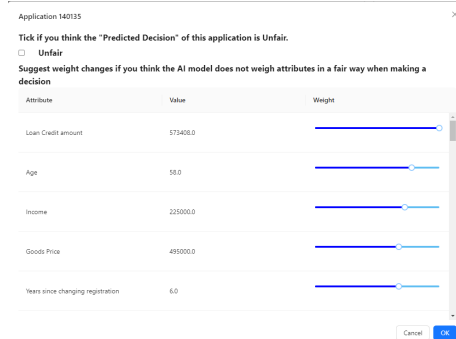 Application 140135
Tick if you think the "Predicted Decision" of this application is Unfair.
Unfair
Suggest weight changes if you think the AI model does not weigh attributes in a fair way when making a
decision
Attribute Value Weight
Loan Credit amount 573408.0
Age 58.0
Income 225000.0
Goods Price 495000.0
Years since changing registration 6.0
Cancel OK